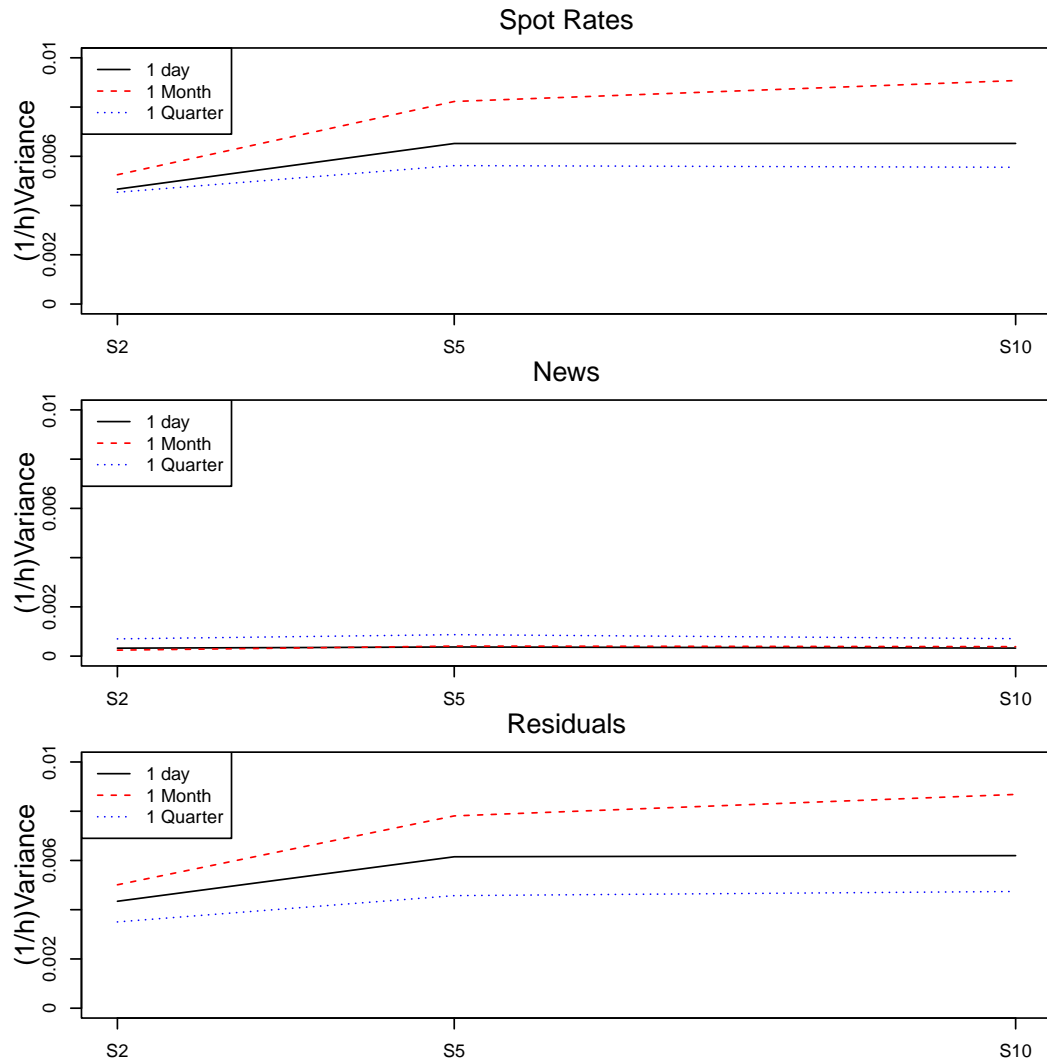 Spot Rates
(1/h)Variance
0.01
0.006
0.002
0
1 day
1 Month
1 Quarter
S2
S5
S10
News
(1/h)Variance
0.01
0.006
0.002
0
1 day
1 Month
1 Quarter
S2
S5
S10
Residuals
(1/h)Variance
0.01
0.006
0.002
0
1 day
1 Month
1 Quarter
S2
S5
S10